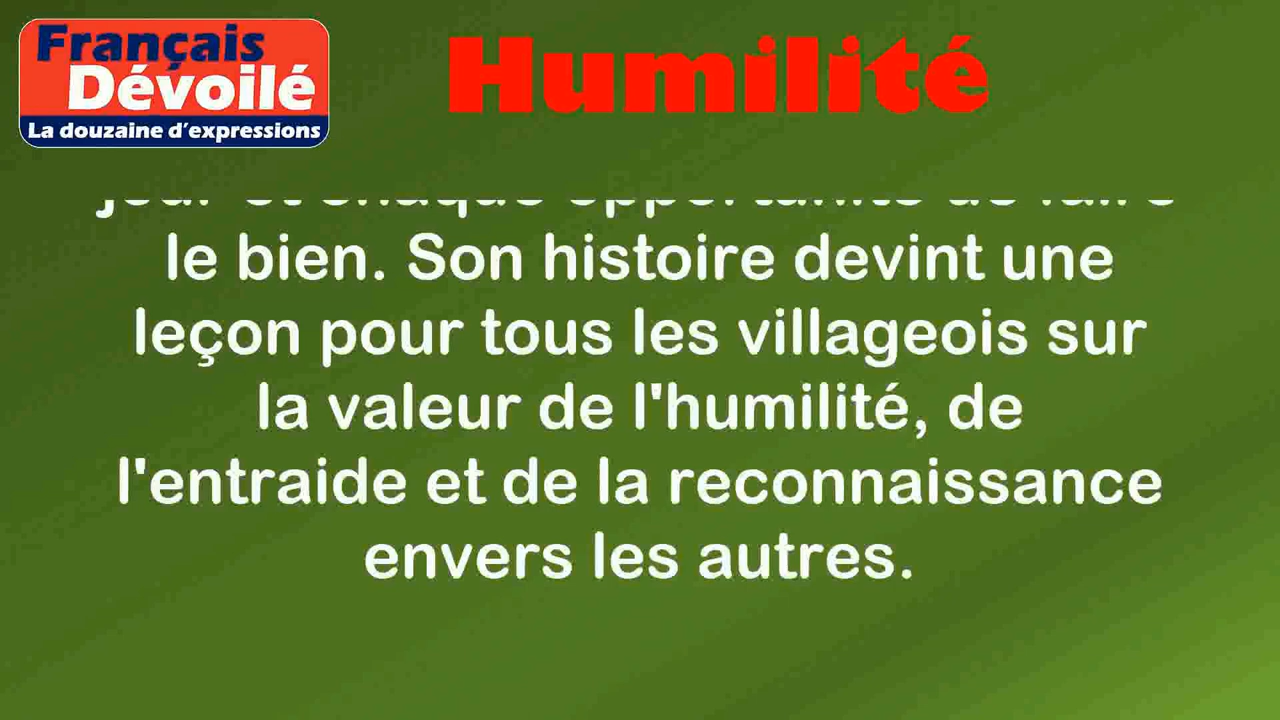 Français
Dévoilé
La douzaine d'expressions
Humilité
le bien. Son histoire devint une
leçon pour tous les villageois sur
la valeur de l'humilité, de
l'entraide et de la reconnaissance
envers les autres.